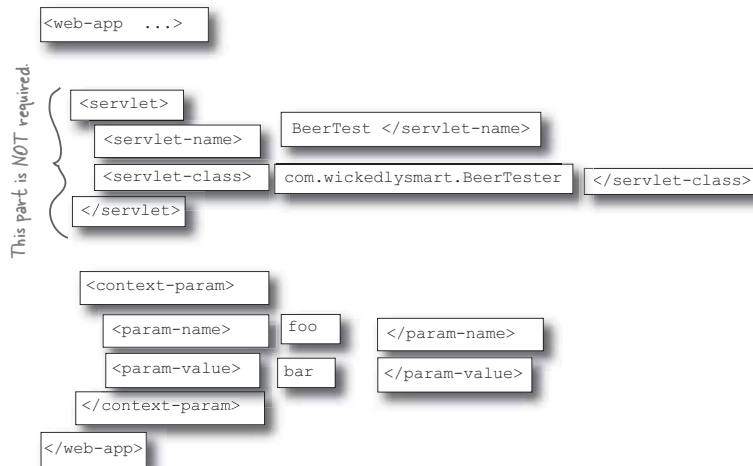 <web-app  ...>
This part is NOT required.
<servlet>
<servlet-name> BeerTest </servlet-name>
<servlet-class> com.wickedlysmart.BeerTester </servlet-class>
</servlet>
<context-param>
<param-name> foo </param-name>
<param-value> bar </param-value>
</context-param>
</web-app>